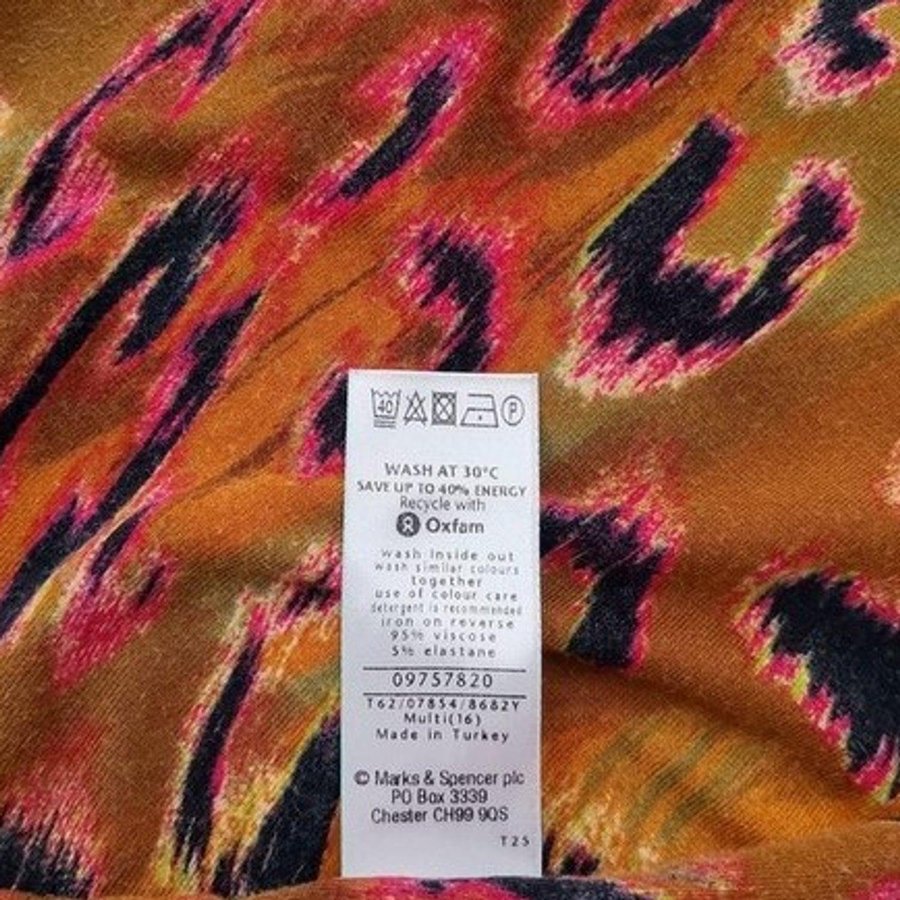 40 P
WASH AT 30°C
SAVE UP TO 40% ENERGY
Recycle with
Oxfam
wash inside out
wash similar colours
together
use of colour care
detergent is recommended
iron on reverse
95% viscose
5% elastane
09757820
T62/07854/8682Y
Multi(16)
Made in Turkey
© Marks & Spencer plc
PO Box 3339
Chester CH99 9QS
T25